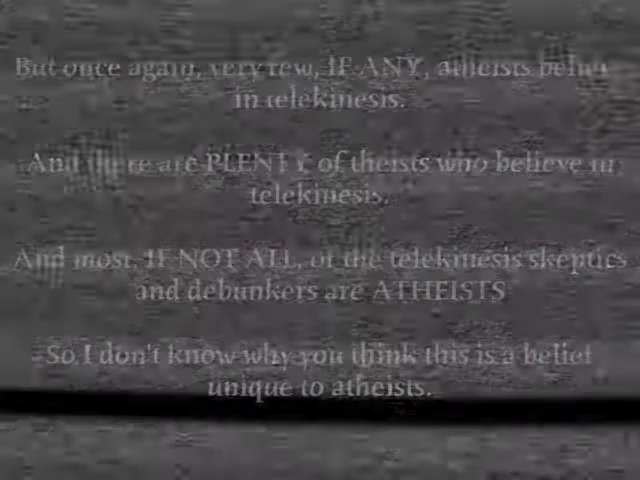 But once again, very few, IF ANY, atheists belief
in telekinesis.
And there are PLENTY of theists who believe in
telekinesis.
And most, IF NOT ALL, of the telekinesis skeptics
and debunkers are ATHEISTS
So I don't know why you think this is a belief
unique to atheists.